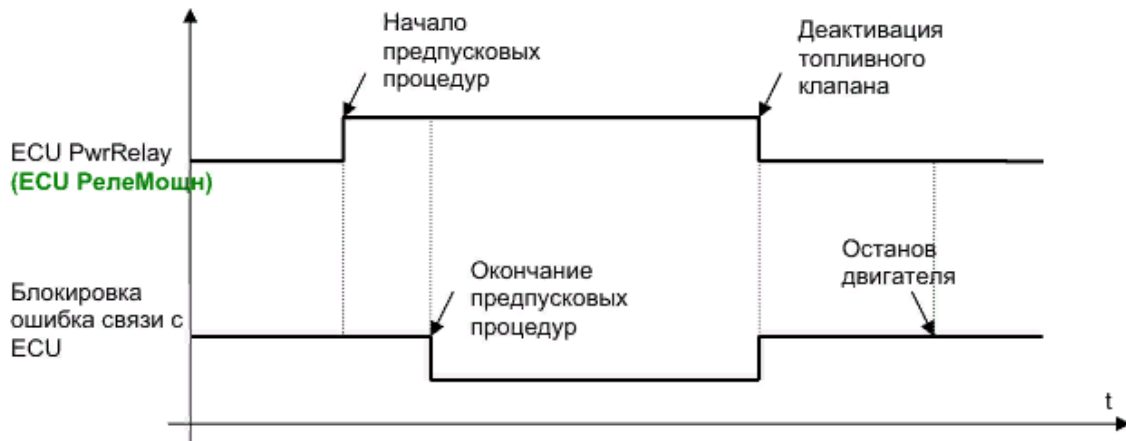 Начало
предпусковых
процедур
Деактивация
топливного
клапана
ECU PwrRelay
(ECU РелеМощн)
Окончание
предпусковых
процедур
Останов
двигателя
Блокировка
ошибка связи с
ECU
t